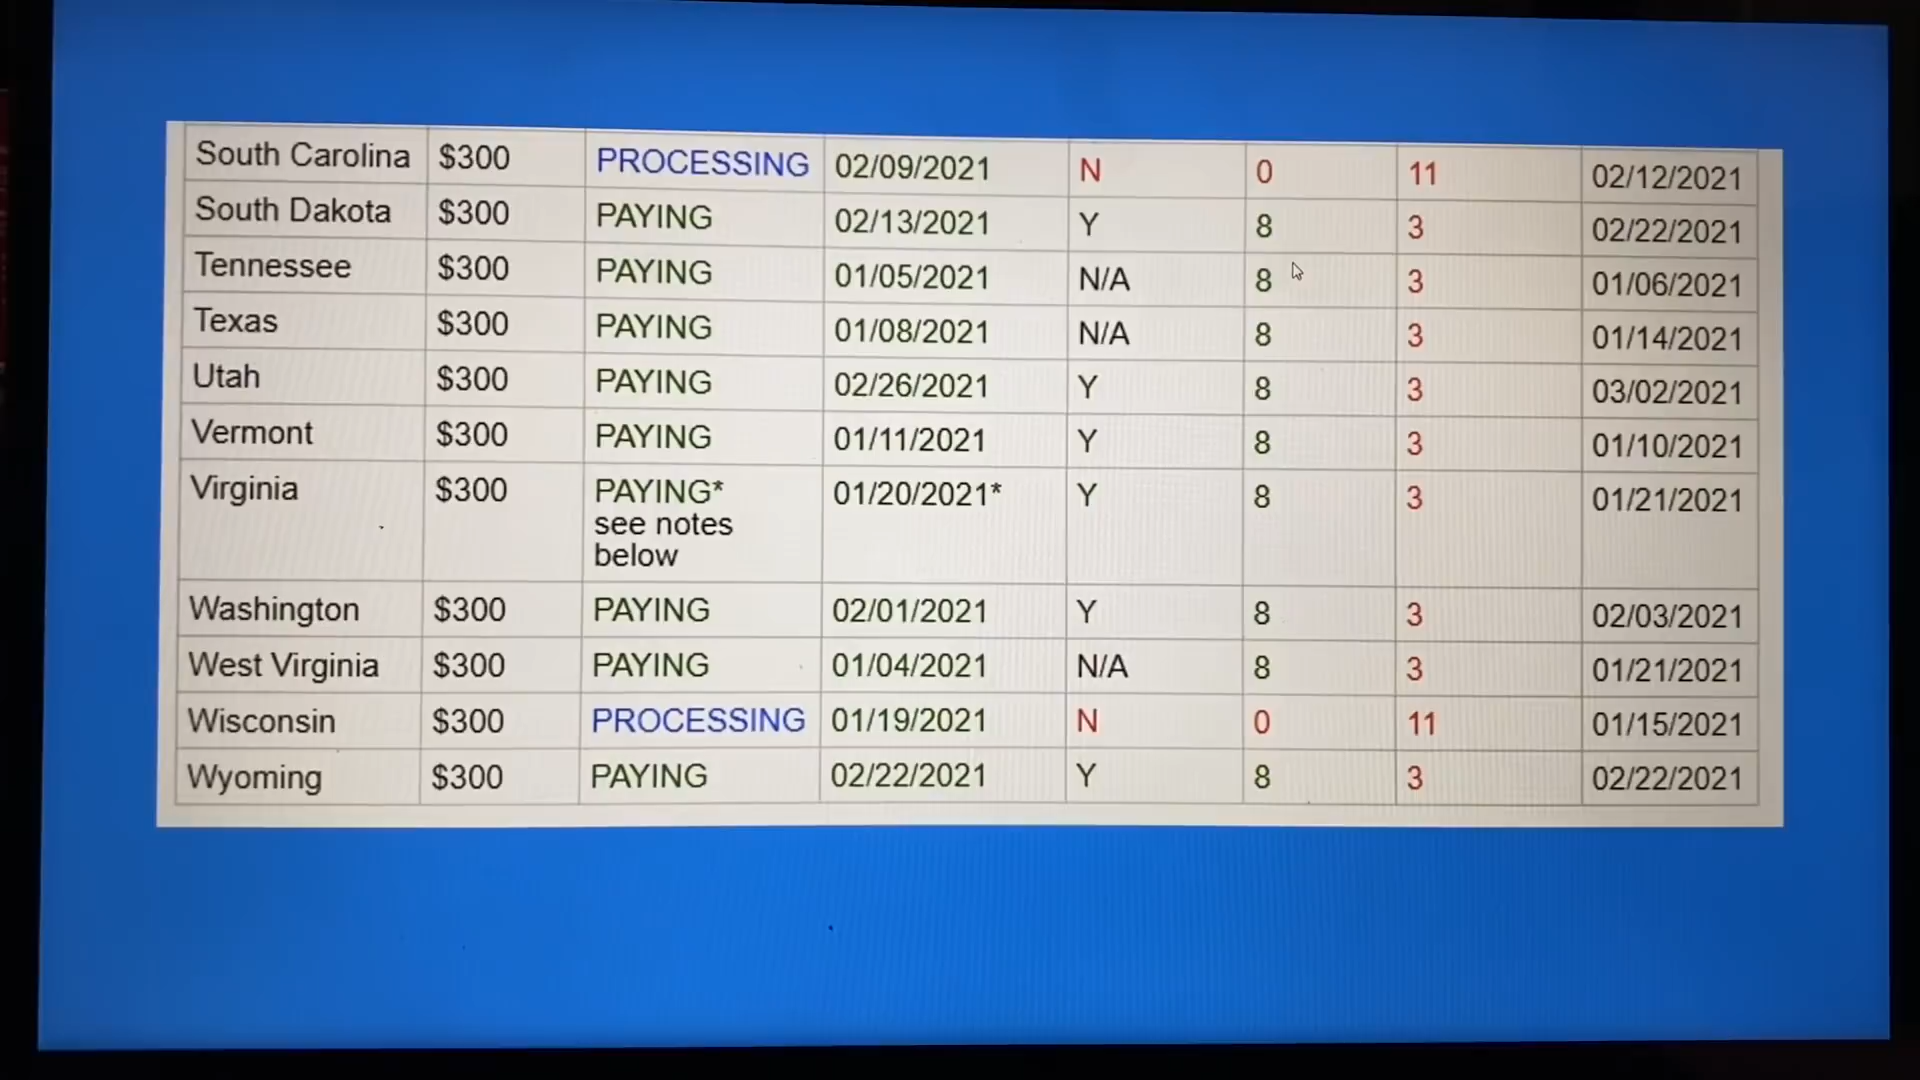 South Carolina $300 PROCESSING 02/09/2021 N 0 11 02/12/2021
South Dakota $300 PAYING 02/13/2021 Y 8 3 02/22/2021
Tennessee $300 PAYING 01/05/2021 N/A 8 3 01/06/2021
Texas $300 PAYING 01/08/2021 N/A 8 3 01/14/2021
Utah $300 PAYING 02/26/2021 Y 8 3 03/02/2021
Vermont $300 PAYING 01/11/2021 Y 8 3 01/10/2021
Virginia $300 PAYING* 01/20/2021* Y 8 3 01/21/2021
see notes
below
Washington $300 PAYING 02/01/2021 Y 8 3 02/03/2021
West Virginia $300 PAYING 01/04/2021 N/A 8 3 01/21/2021
Wisconsin $300 PROCESSING 01/19/2021 N 0 11 01/15/2021
Wyoming $300 PAYING 02/22/2021 Y 8 3 02/22/2021